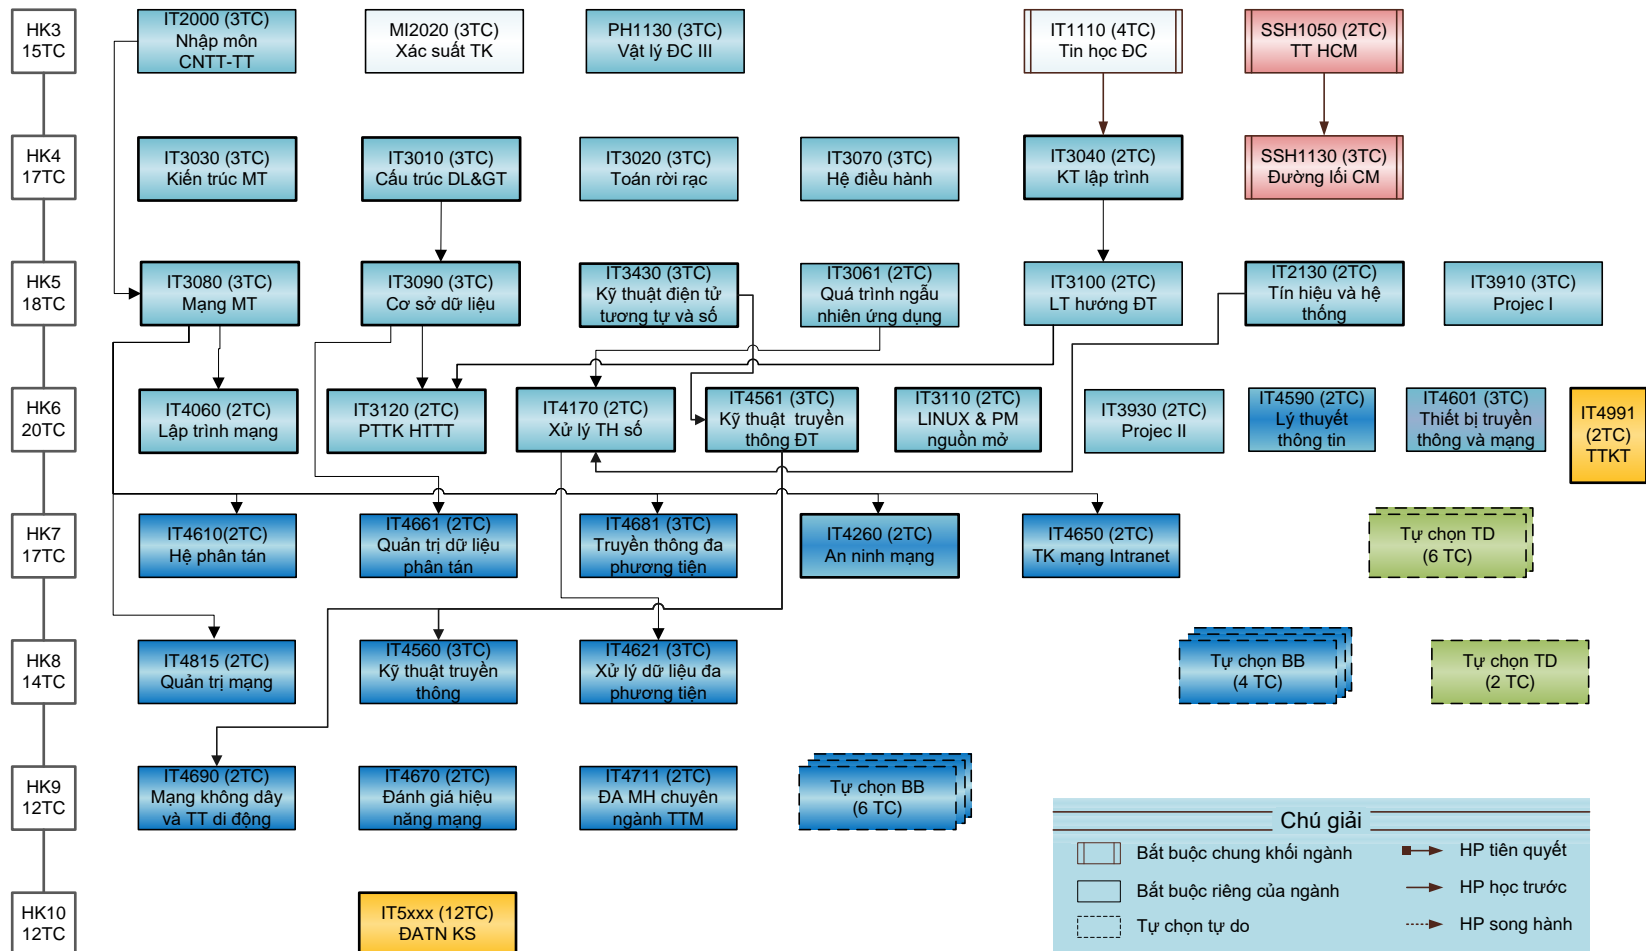 HK3
15TC
IT2000 (3TC)
Nhập môn
CNTT-TT
MI2020 (3TC)
Xác suất TK
PH1130 (3TC)
Vật lý ĐC III
IT1110 (4TC)
Tin học ĐC
SSH1050 (2TC)
TT HCM
HK4
17TC
IT3030 (3TC)
Kiến trúc MT
IT3010 (3TC)
Cấu trúc DL&GT
IT3020 (3TC)
Toán rời rạc
IT3070 (3TC)
Hệ điều hành
IT3040 (2TC)
KT lập trình
SSH1130 (3TC)
Đường lối CM
HK5
18TC
IT3080 (3TC)
Mạng MT
IT3090 (3TC)
Cơ sở dữ liệu
IT3430 (3TC)
Kỹ thuật điện tử
tương tự và số
IT3061 (2TC)
Quá trình ngẫu
nhiên ứng dụng
IT3100 (2TC)
LT hướng ĐT
IT2130 (2TC)
Tín hiệu và hệ
thống
IT3910 (3TC)
Projec I
HK6
20TC
IT4060 (2TC)
Lập trình mạng
IT3120 (2TC)
PTTK HTTT
IT4170 (2TC)
Xử lý TH số
IT4561 (3TC)
Kỹ thuật truyền
thông ĐT
IT3110 (2TC)
LINUX & PM
nguồn mở
IT3930 (2TC)
Projec II
IT4590 (2TC)
Lý thuyết
thông tin
IT4601 (3TC)
Thiết bị truyền
thông và mạng
IT4991
(2TC)
TTKT
HK7
17TC
IT4610(2TC)
Hệ phân tán
IT4661 (2TC)
Quản trị dữ liệu
phân tán
IT4681 (3TC)
Truyền thông đa
phương tiện
IT4260 (2TC)
An ninh mạng
IT4650 (2TC)
TK mạng Intranet
Tự chọn TD
(6 TC)
HK8
14TC
IT4815 (2TC)
Quản trị mạng
IT4560 (3TC)
Kỹ thuật truyền
thông
IT4621 (3TC)
Xử lý dữ liệu đa
phương tiện
Tự chọn BB
(4 TC)
Tự chọn TD
(2 TC)
HK9
12TC
IT4690 (2TC)
Mạng không dây
và TT di động
IT4670 (2TC)
Đánh giá hiệu
năng mạng
IT4711 (2TC)
ĐA MH chuyên
ngành TTM
Tự chọn BB
(6 TC)
HK10
12TC
IT5xxx (12TC)
ĐATN KS
Chú giải
Bắt buộc chung khối ngành
HP tiên quyết
Bắt buộc riêng của ngành
HP học trước
Tự chọn tự do
HP song hành